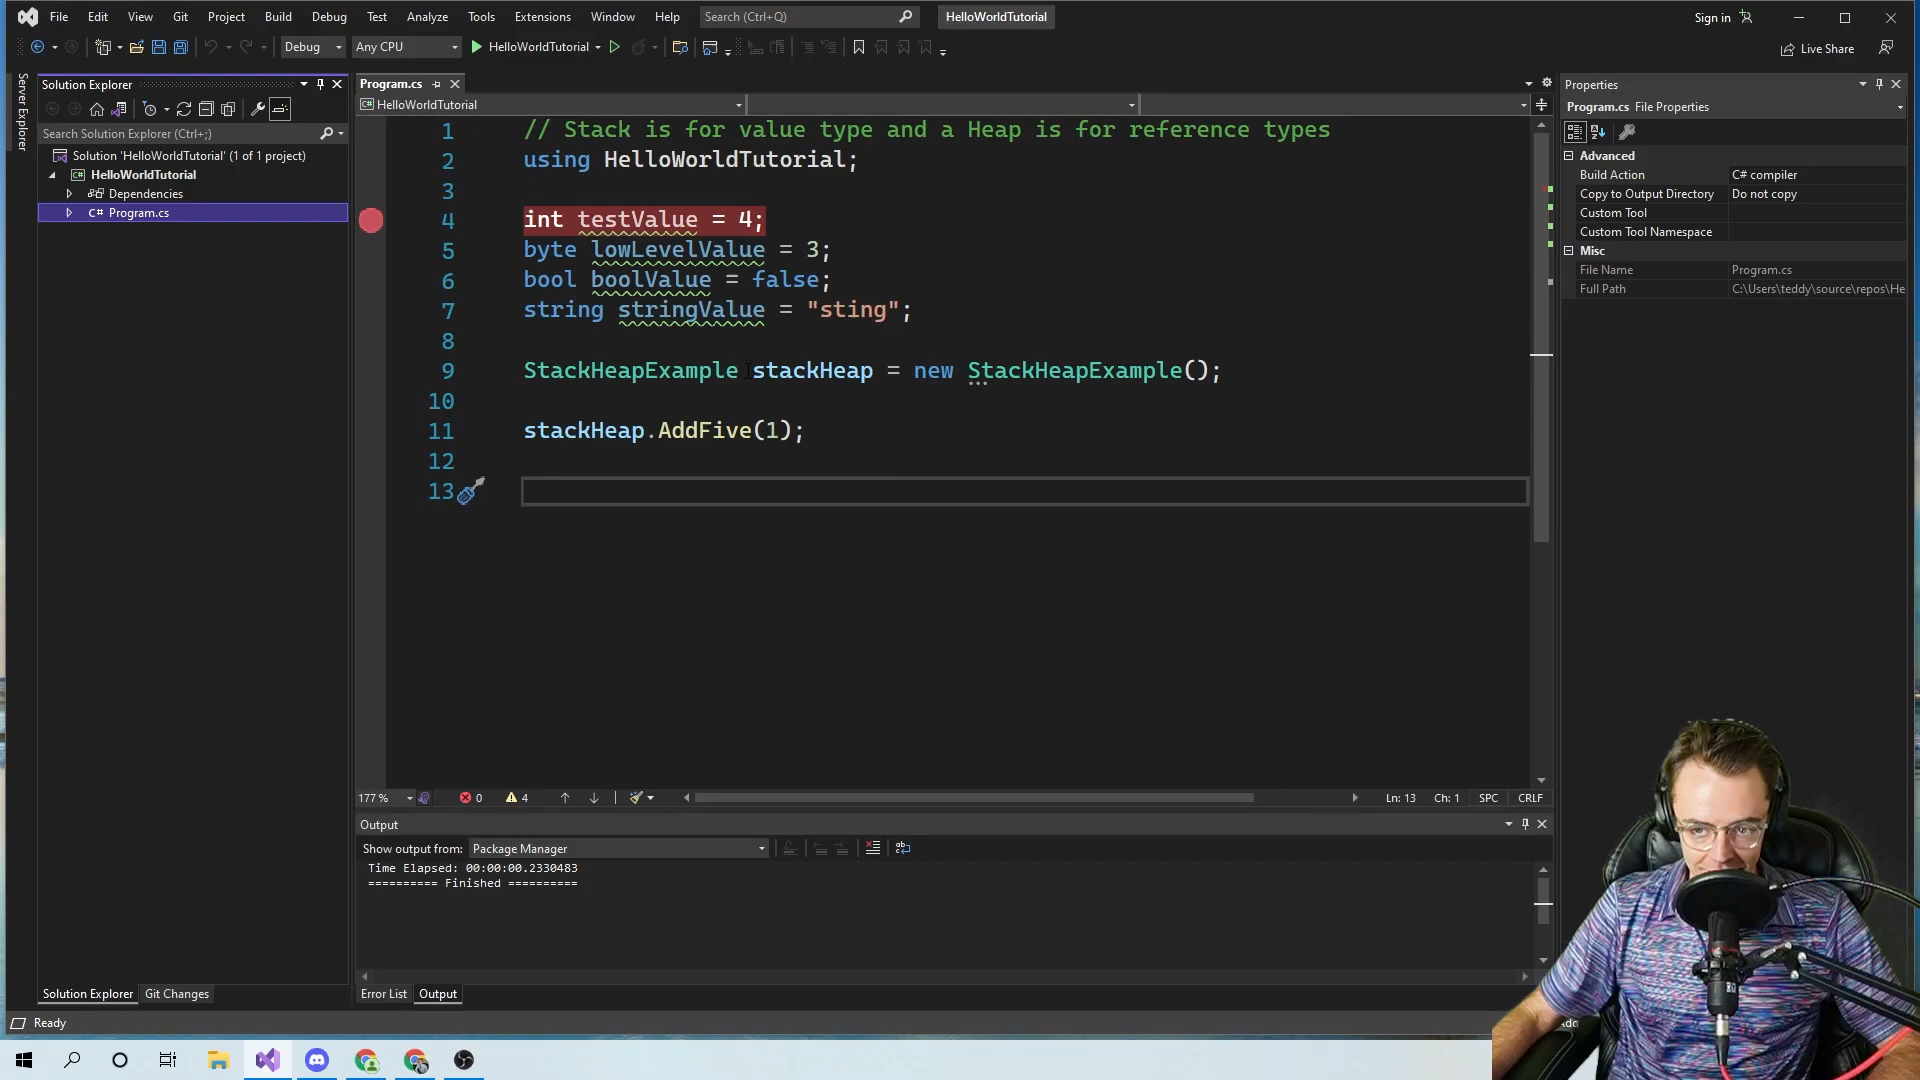 File Edit View Git Project Build Debug Test Analyze Tools Extensions Window Help Search (Ctrl+Q) HelloWorldTutorial Sign in
Debug Any CPU HelloWorldTutorial Live Share
Server Explorer
Solution Explorer
Search Solution Explorer (Ctrl+;)
Solution 'HelloWorldTutorial' (1 of 1 project)
HelloWorldTutorial
Dependencies
C# Program.cs
Solution Explorer Git Changes
Program.cs
HelloWorldTutorial
1 // Stack is for value type and a Heap is for reference types
2 using HelloWorldTutorial;
3
4 int testValue = 4;
5 byte lowLevelValue = 3;
6 bool boolValue = false;
7 string stringValue = "sting";
8
9 StackHeapExample stackHeap = new StackHeapExample();
10
11 stackHeap.AddFive(1);
12
13
177 % 0 4 Ln: 13 Ch: 1 SPC CRLF
Output
Show output from: Package Manager
Time Elapsed: 00:00:00.2330483
========== Finished ==========
Error List Output
Properties
Program.cs File Properties
Advanced
Build Action C# compiler
Copy to Output Directory Do not copy
Custom Tool
Custom Tool Namespace
Misc
File Name Program.cs
Full Path C:\Users\teddy\source\repos\He
Ready